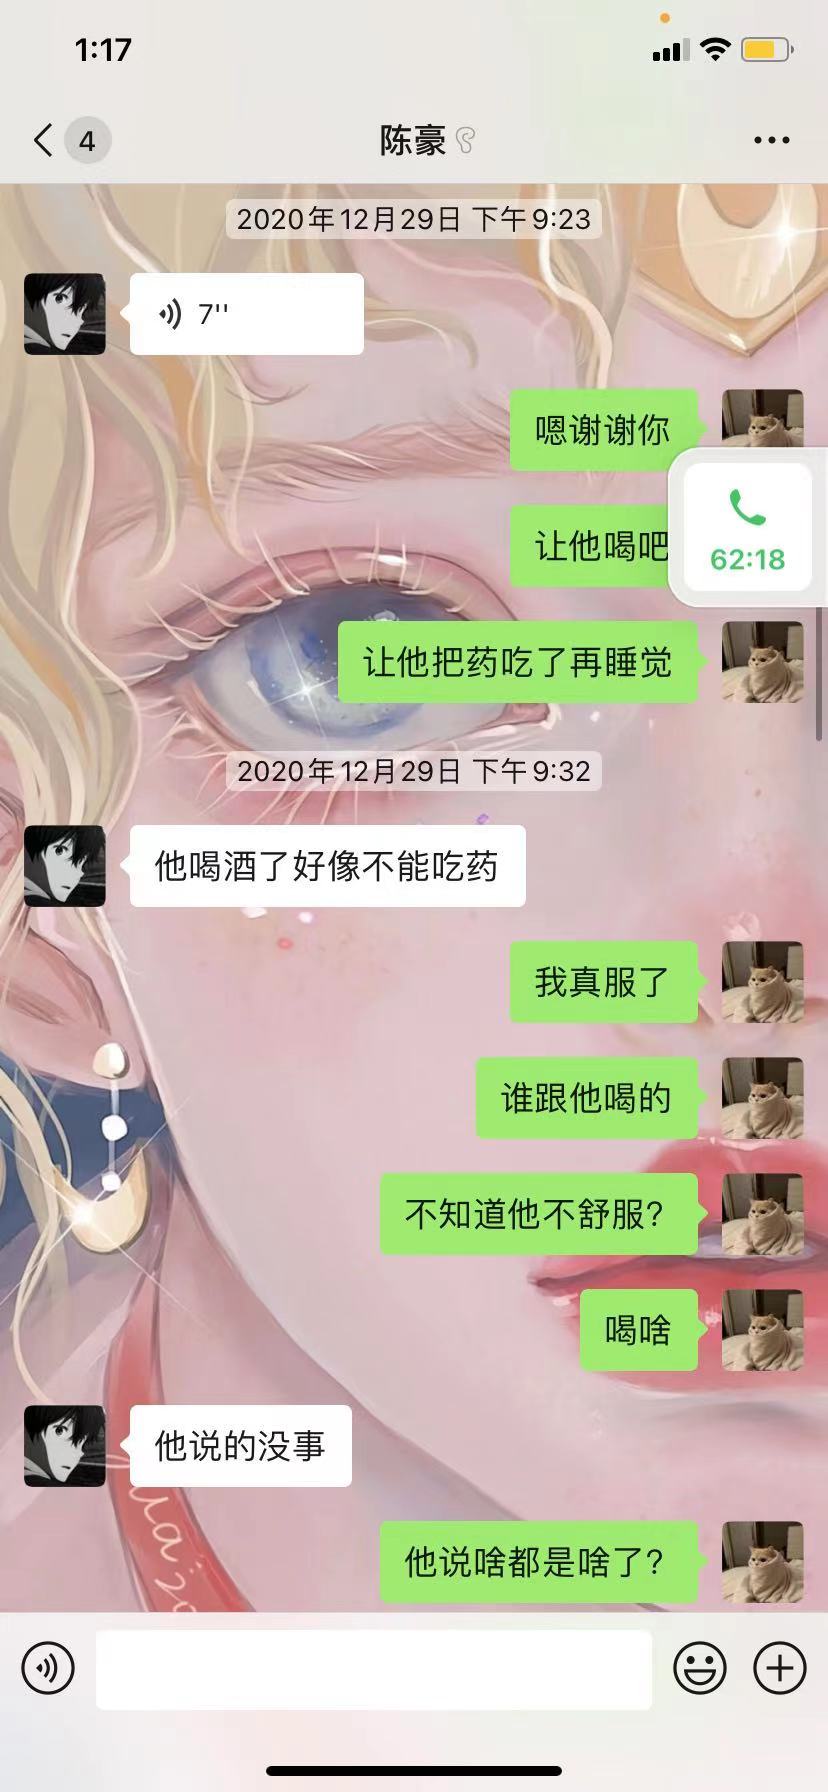 1:17
4
陈豪
2020年12月29日 下午9:23
7''
嗯谢谢你
让他喝吧
62:18
让他把药吃了再睡觉
2020年12月29日 下午9:32
他喝酒了好像不能吃药
我真服了
谁跟他喝的
不知道他不舒服?
喝啥
他说的没事
他说啥都是啥了?